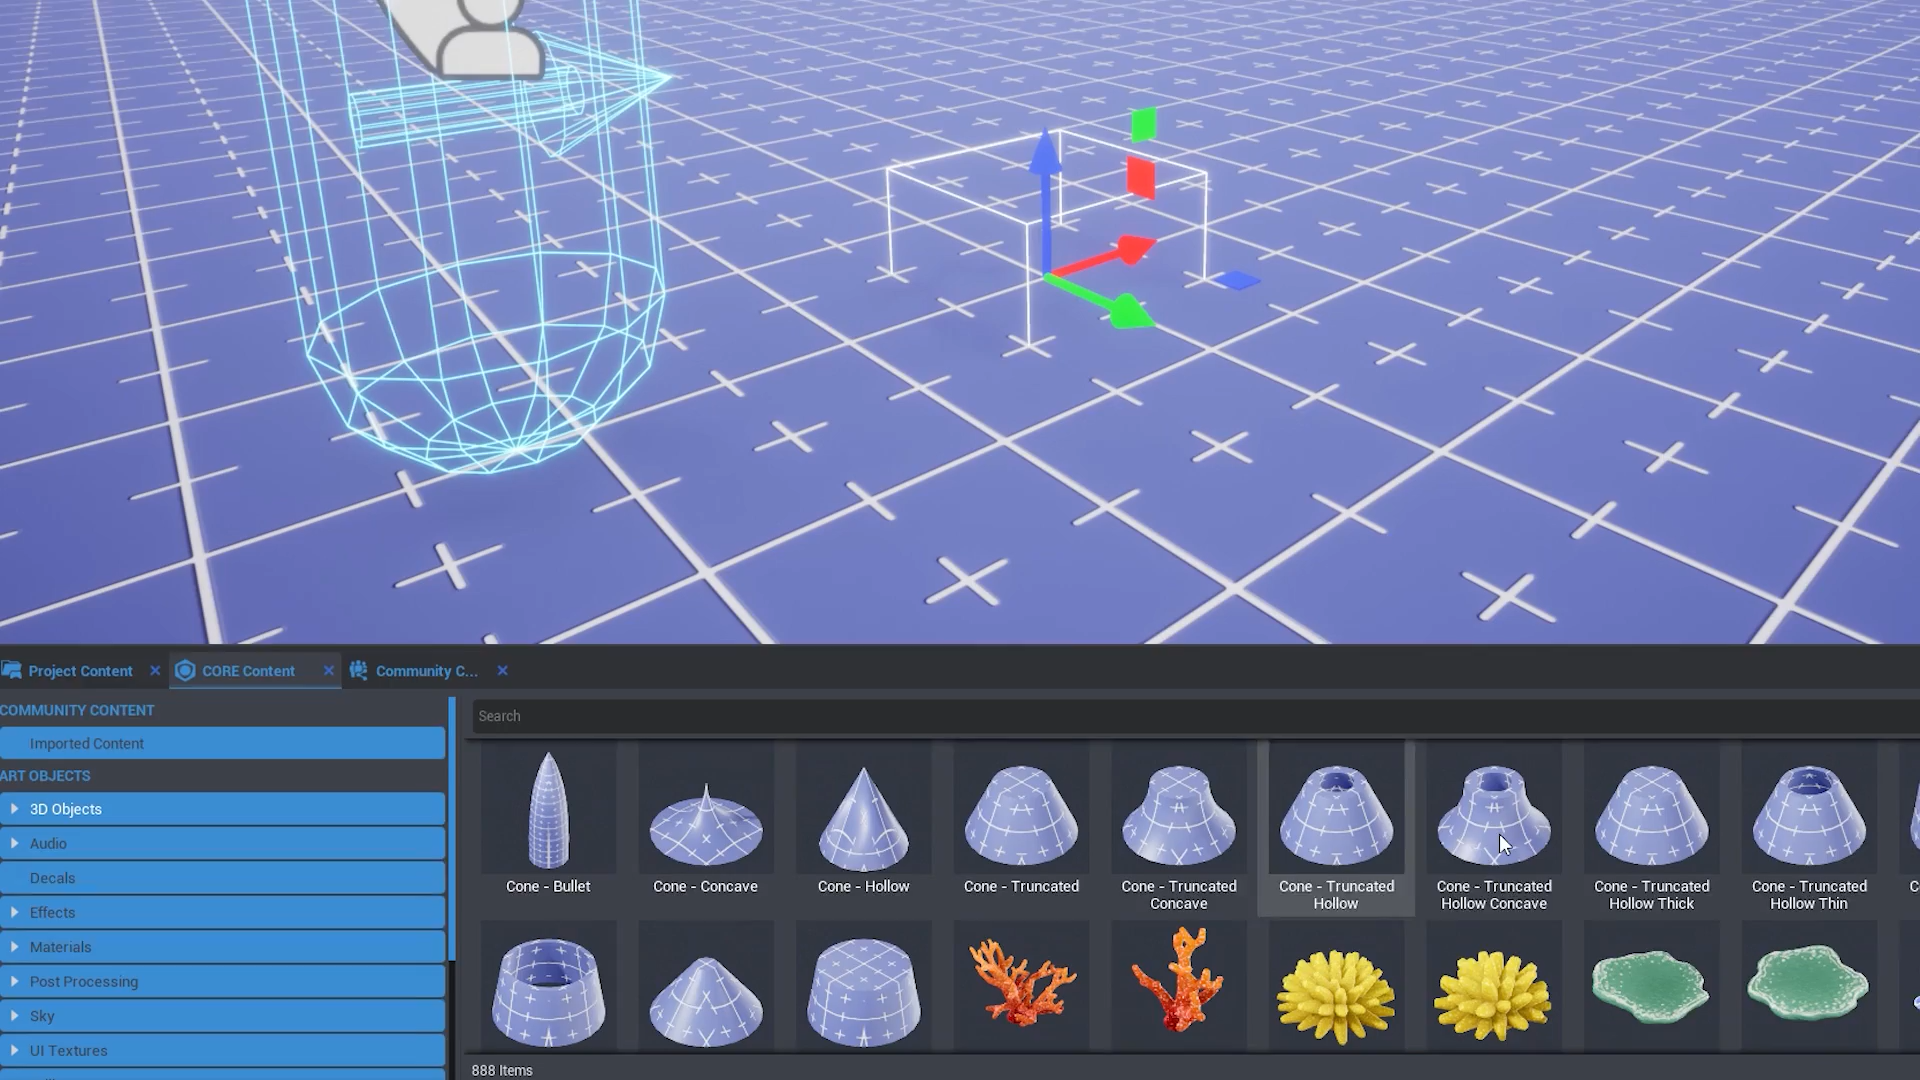 Project Content
CORE Content
Community C...
COMMUNITY CONTENT
Imported Content
ART OBJECTS
3D Objects
Audio
Decals
Effects
Materials
Post Processing
Sky
UI Textures
Search
Cone - Bullet
Cone - Concave
Cone - Hollow
Cone - Truncated
Cone - Truncated
Concave
Cone - Truncated
Hollow
Cone - Truncated
Hollow Concave
Cone - Truncated
Hollow Thick
Cone - Truncated
Hollow Thin
888 Items